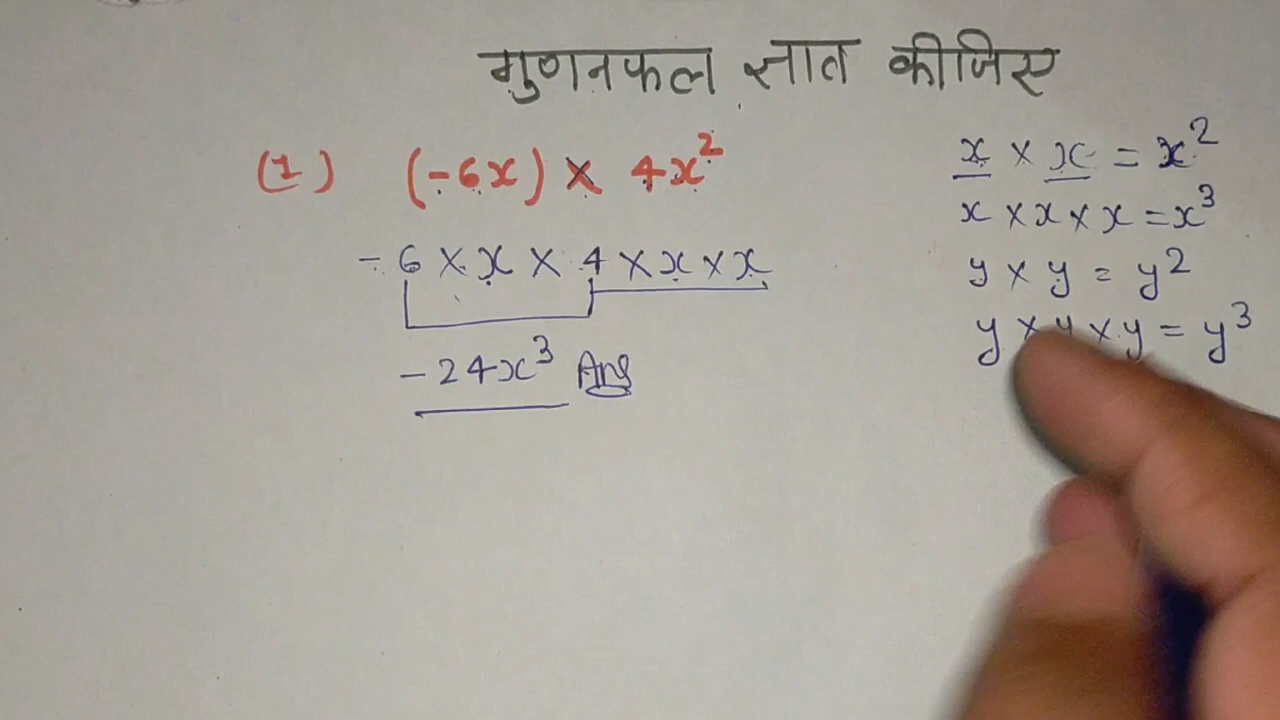 गुणनफल ज्ञात कीजिए
(1) (-6x) × 4x²
-6 × x × 4 × x × x
-24x³ Ans
x × x = x²
x × x × x = x³
y × y = y²
y × y × y = y³